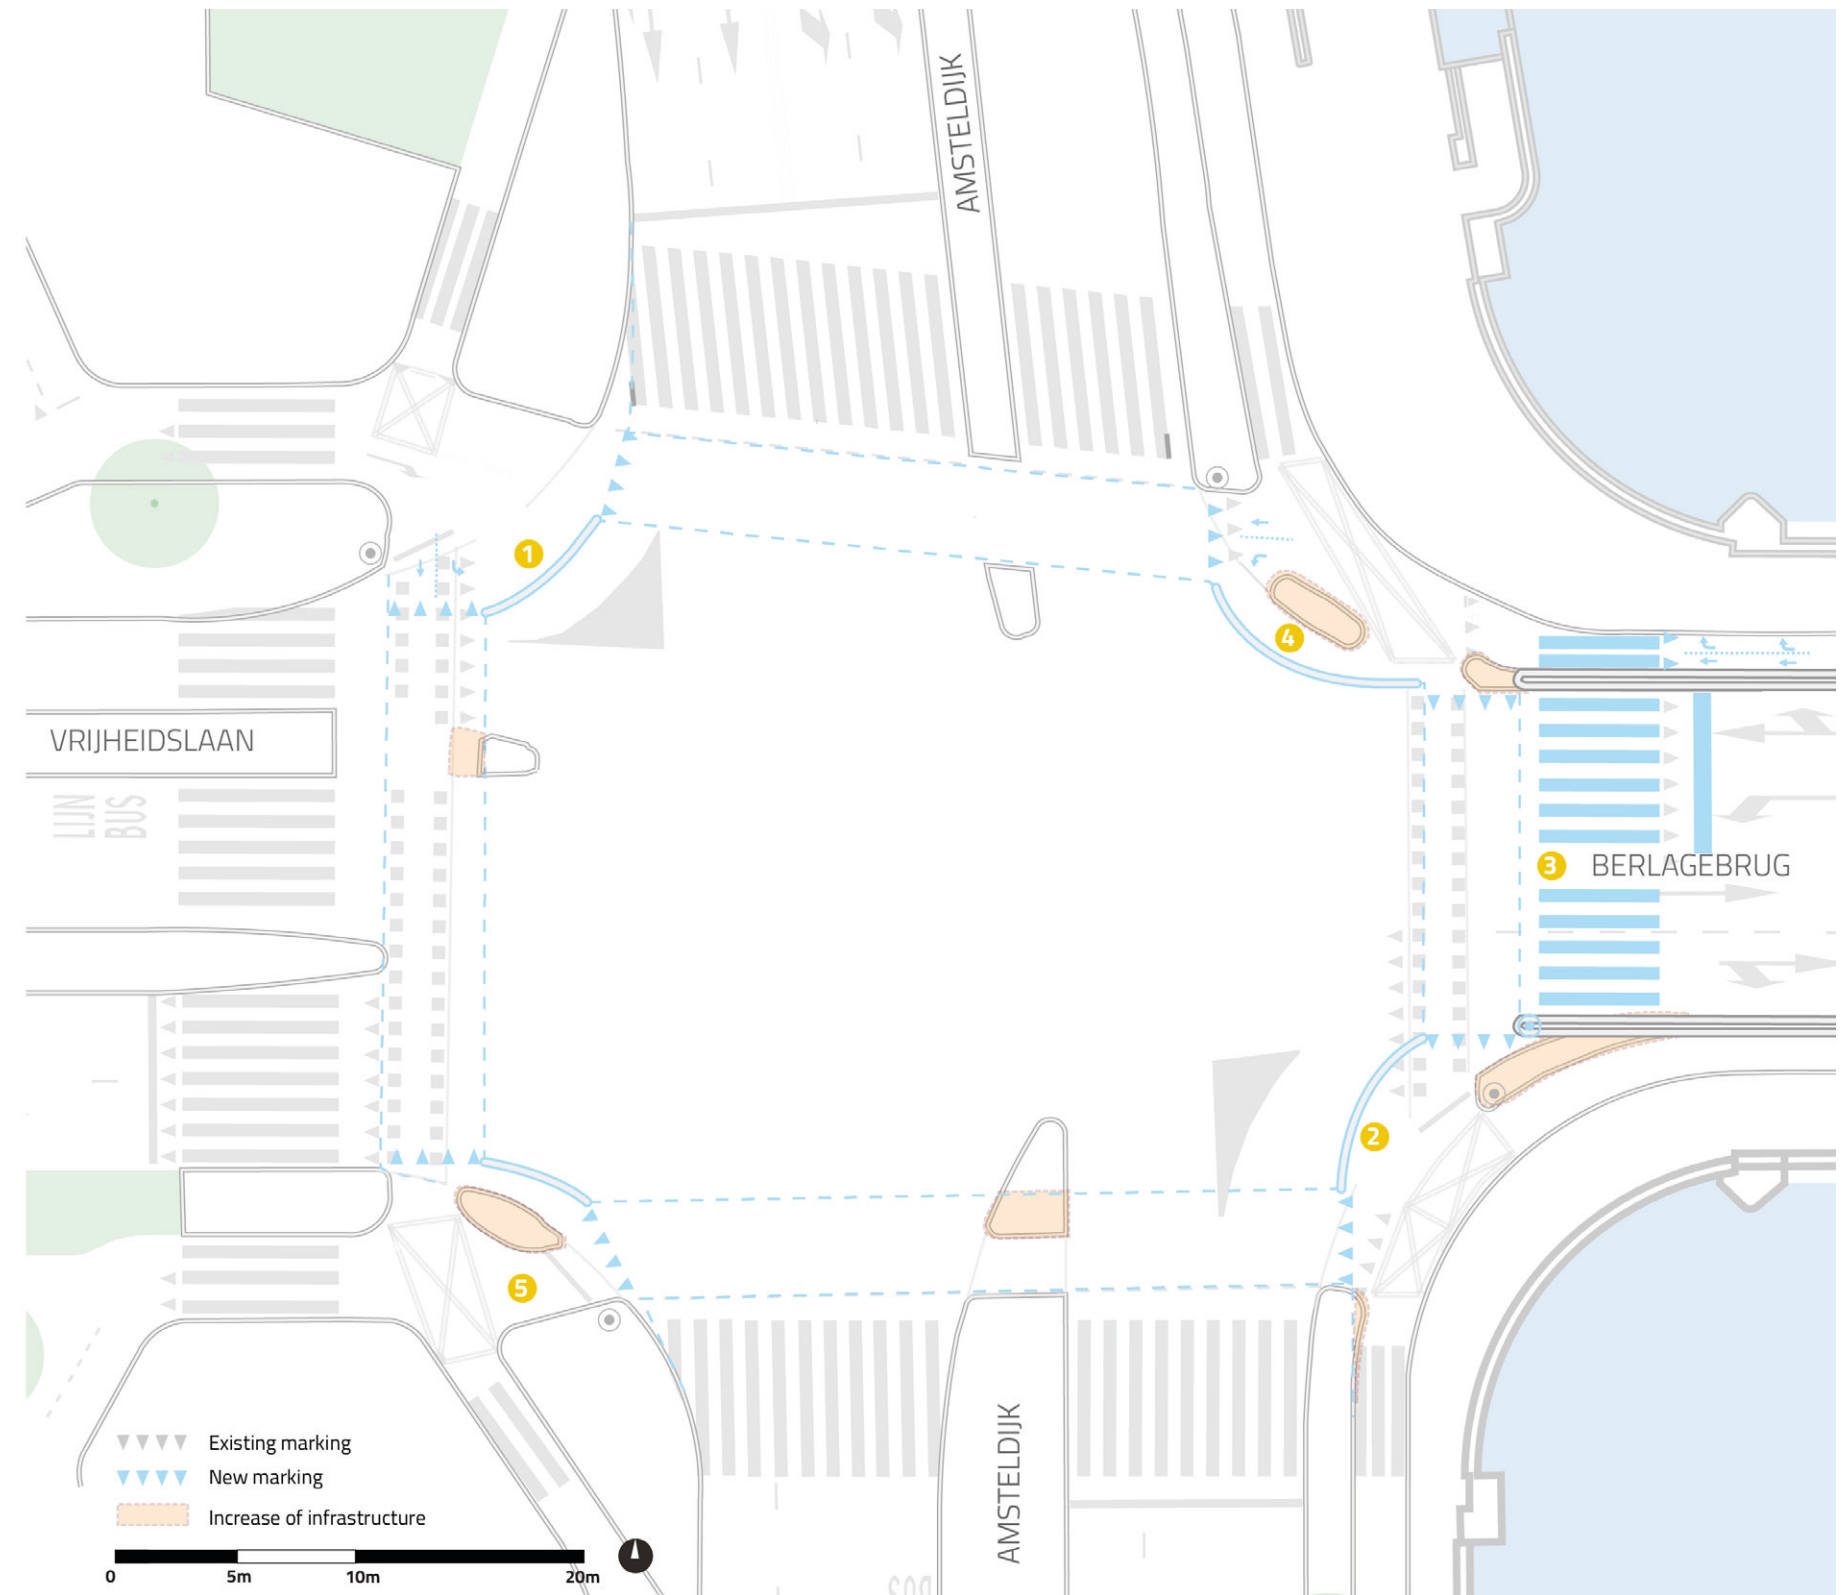 AMSTELDIJK
1
4
VRIJHEIDSLAAN
LIJN
BUS
3 BERLAGEBRUG
2
5
AMSTELDIJK
Existing marking
New marking
Increase of infrastructure
0 5m 10m 20m